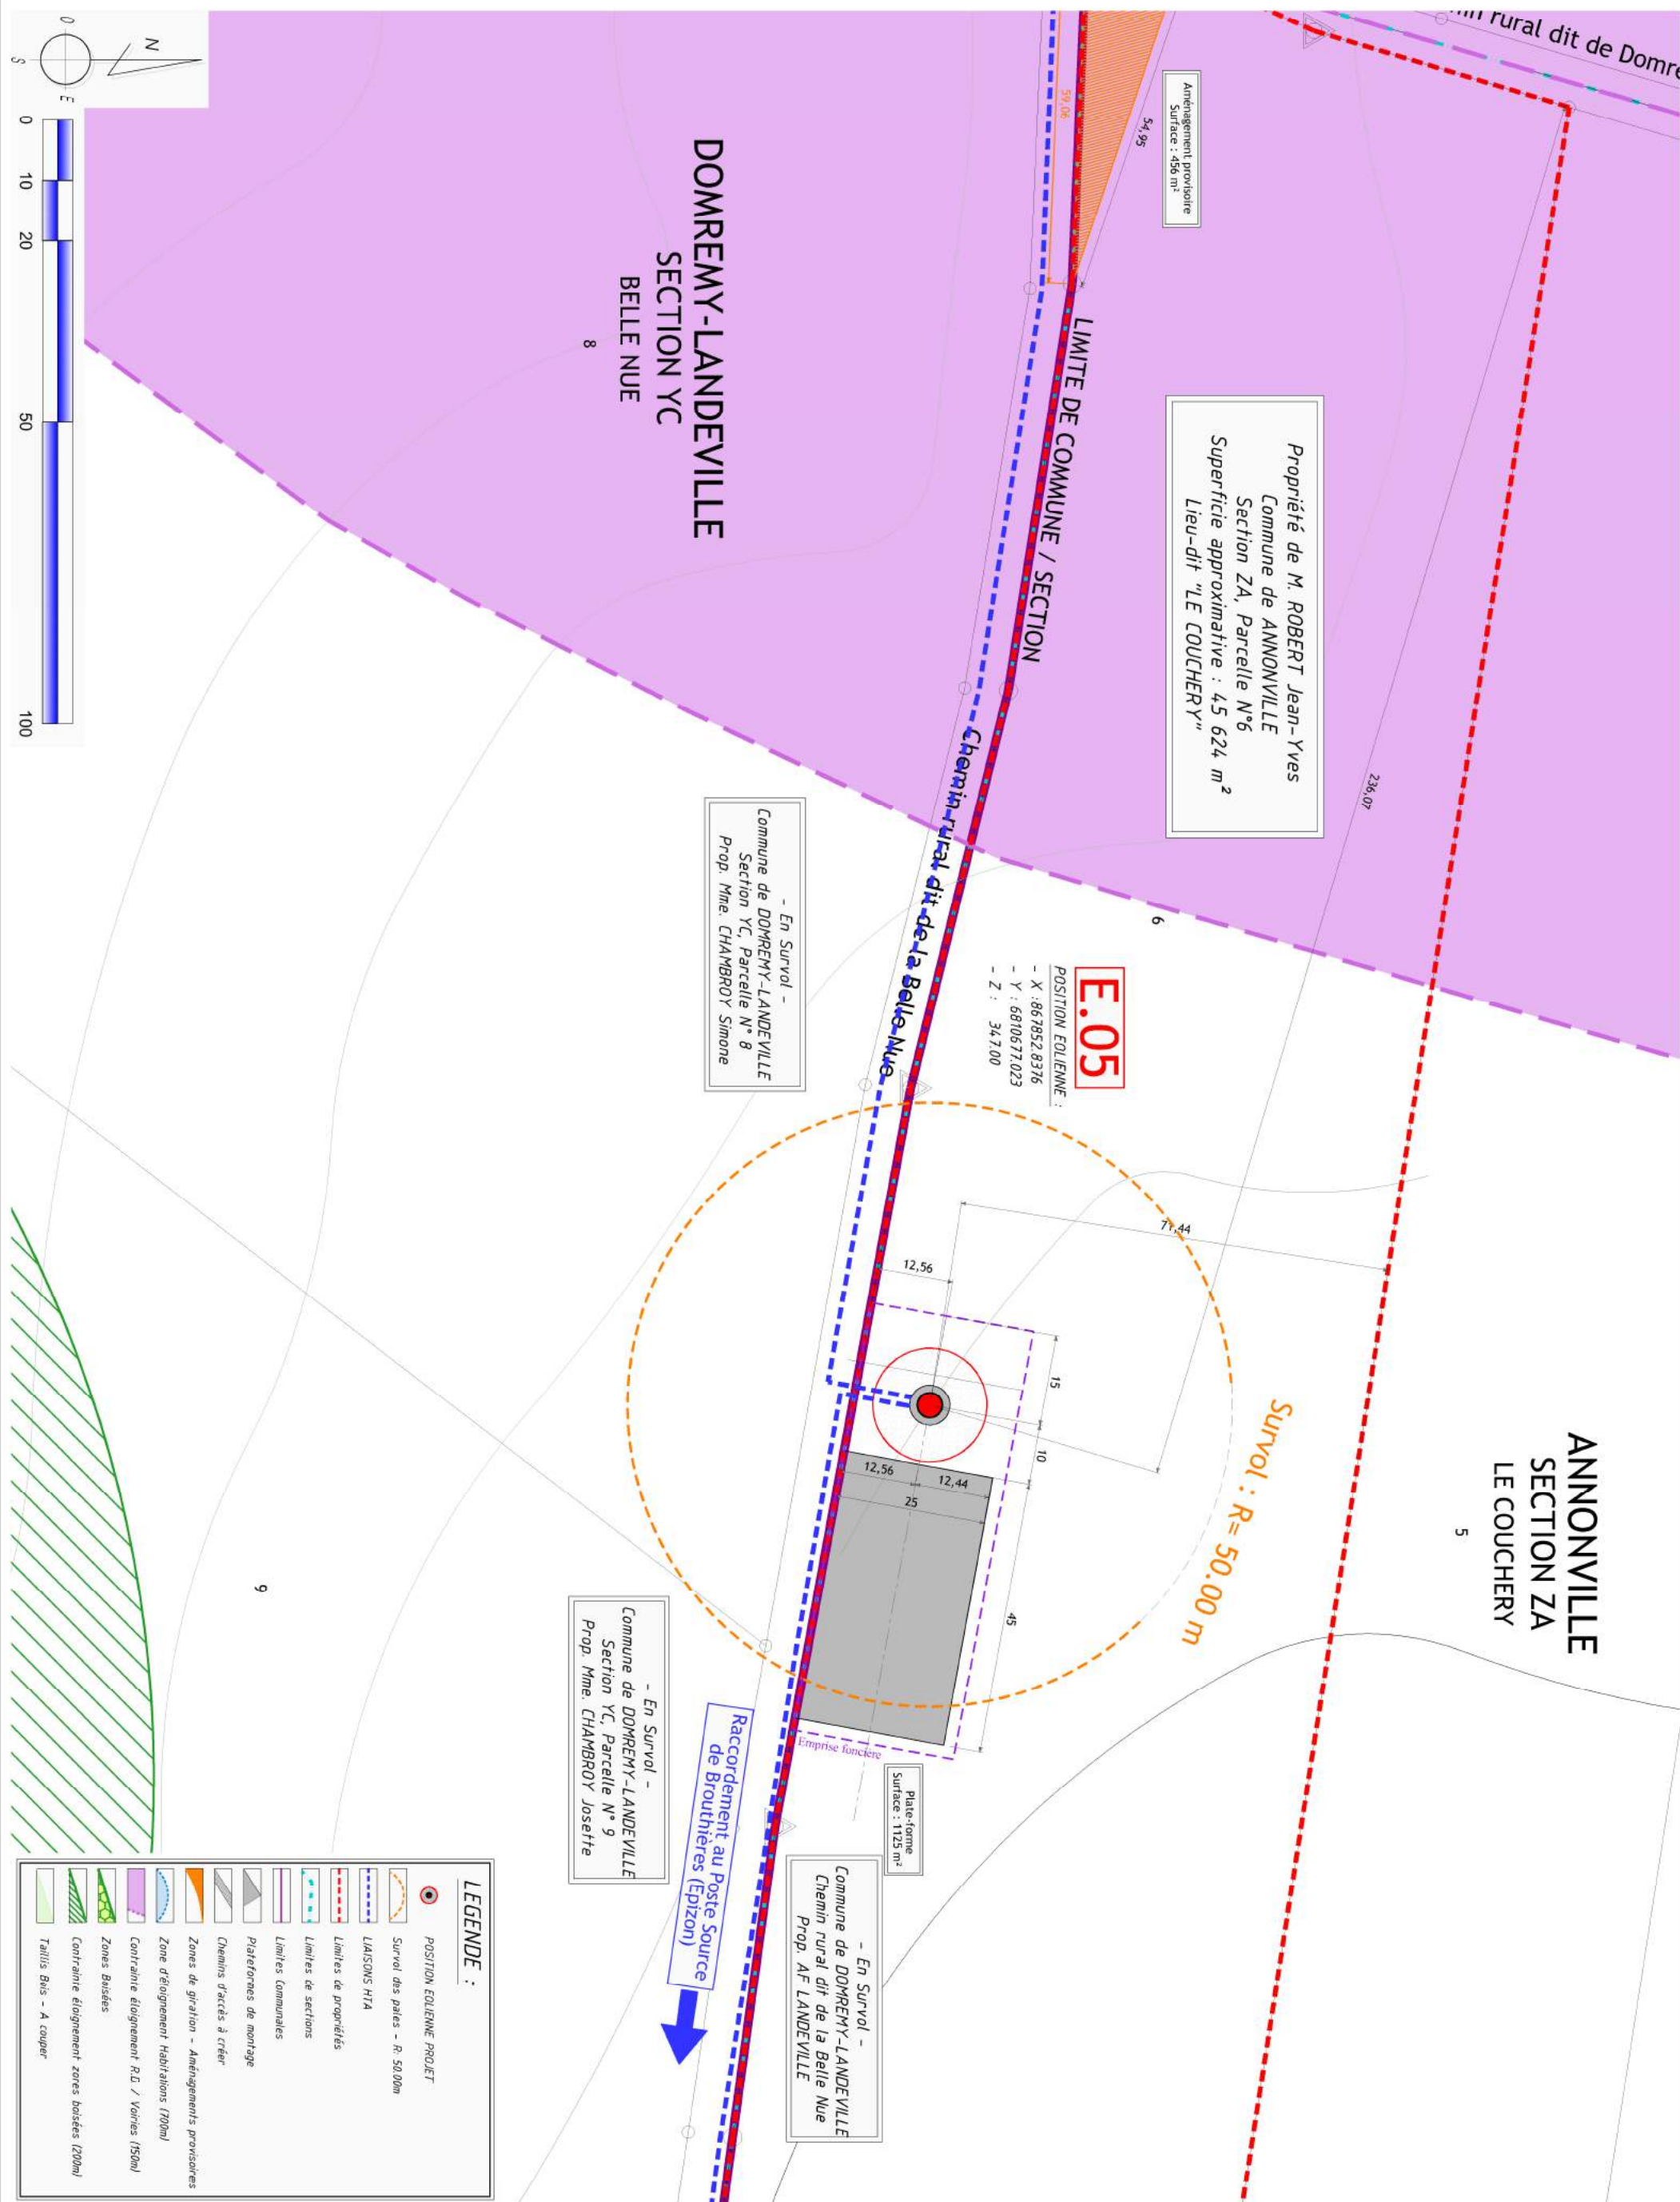 Chemin rural dit de Domre
Aménagement provisoire
Surface : 456 m²
54,95
59,06
DOMREMY-LANDEVILLE
SECTION YC
BELLE NUE
8
LIMITE DE COMMUNE / SECTION
Propriété de M. ROBERT Jean-Yves
Commune de ANNONVILLE
Section ZA, Parcelle N°6
Superficie approximative : 45 624 m²
Lieu-dit "LE COUCHERY"
236,07
6
Chemin rural dit de la Belle Nue
E.05
POSITION EOLIENNE :
- X :867852.8376
- Y : 6810677.023
- Z : 347.00
- En Survol -
Commune de DOMREMY-LANDEVILLE
Section YC, Parcelle N° 8
Prop. Mme. CHAMBROY Simone
71,44
12,56
15
10
12,56
12,44
25
45
Survol : R= 50.00 m
ANNONVILLE
SECTION ZA
LE COUCHERY
5
9
- En Survol -
Commune de DOMREMY-LANDEVILLE
Section YC, Parcelle N° 9
Prop. Mme. CHAMBROY Josette
Emprise foncière
Plate-forme
Surface : 1125 m²
Raccordement au Poste Source
de Brouthières (Epizon)
- En Survol -
Commune de DOMREMY-LANDEVILLE
Chemin rural dit de la Belle Nue
Prop. AF LANDEVILLE
N
O
E
S
0
10
20
50
100
LEGENDE :
POSITION EOLIENNE PROJET
Survol des pales - R: 50.00m
LIAISONS HTA
Limites de propriétés
Limites de sections
Limites Communales
Plateformes de montage
Chemins d'accès à créer
Zones de giration - Aménagements provisoires
Zone d'éloignement Habitations (700m)
Contrainte éloignement R.D. / Voiries (150m)
Zones Boisées
Contrainte éloignement zones boisées (200m)
Taillis Bois - A couper